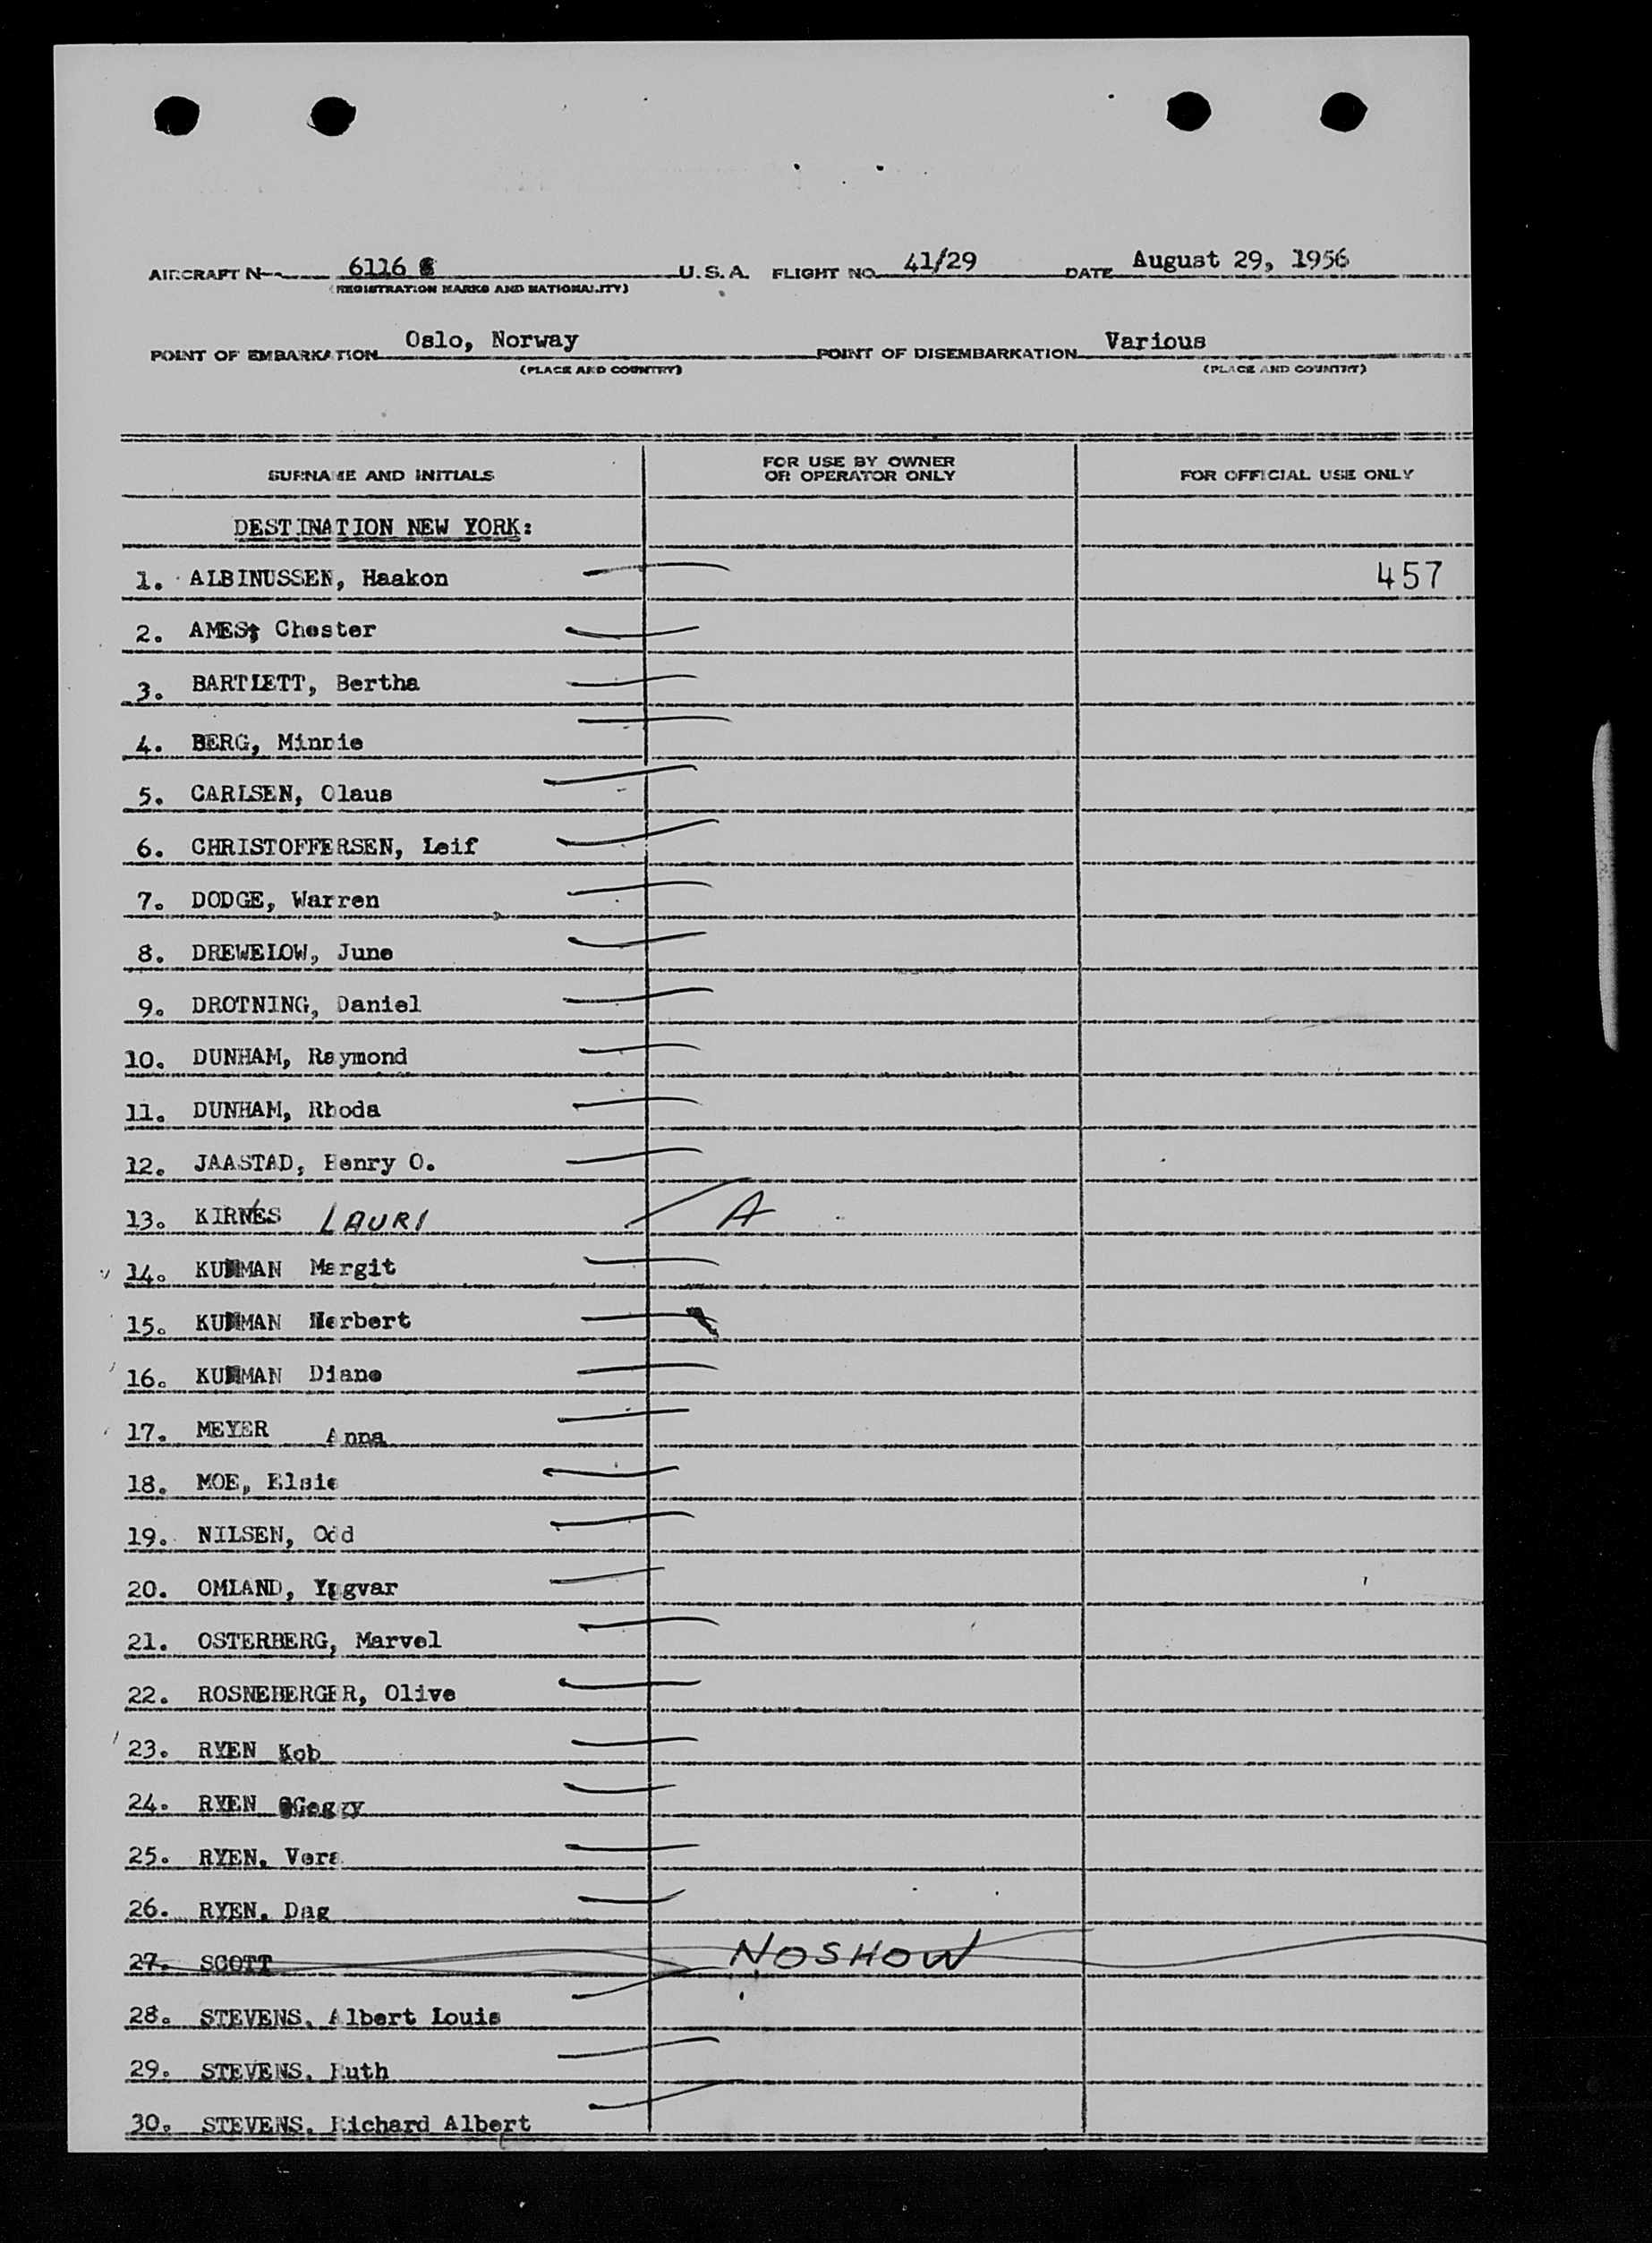 AIRCRAFT N 6116 C U.S.A. FLIGHT NO. 41/29 DATE August 29, 1956
(REGISTRATION MARKS AND NATIONALITY)
POINT OF EMBARKATION Oslo, Norway POINT OF DISEMBARKATION Various
(PLACE AND COUNTRY) (PLACE AND COUNTRY)
SURNAME AND INITIALS FOR USE BY OWNER OR OPERATOR ONLY FOR OFFICIAL USE ONLY
DESTINATION NEW YORK:
1. ALBINUSSEN, Haakon 457
2. AMES, Chester
3. BARTLETT, Bertha
4. BERG, Minnie
5. CARLSEN, Claus
6. CHRISTOFFERSEN, Leif
7. DODGE, Warren
8. DREWELOW, June
9. DROTNING, Daniel
10. DUNHAM, Raymond
11. DUNHAM, Rhoda
12. JAASTAD, Henry O.
13. KIRNES LAURI A
14. MAN Margit
15. MAN Herbert
16. MAN Diane
17. MEYER Anna
18. MOE, Elsie
19. NILSEN, Odd
20. OMLAND, Yngvar
21. OSTERBERG, Marvel
22. ROSNEBERGER, Olive
23. RYEN Kob
24. RYEN
25. RYEN. Vera
26. RYEN. Dag
27. SCOTT NOSHOW
28. STEVENS. Albert Louis
29. STEVENS. Ruth
30. STEVENS. Richard Albert